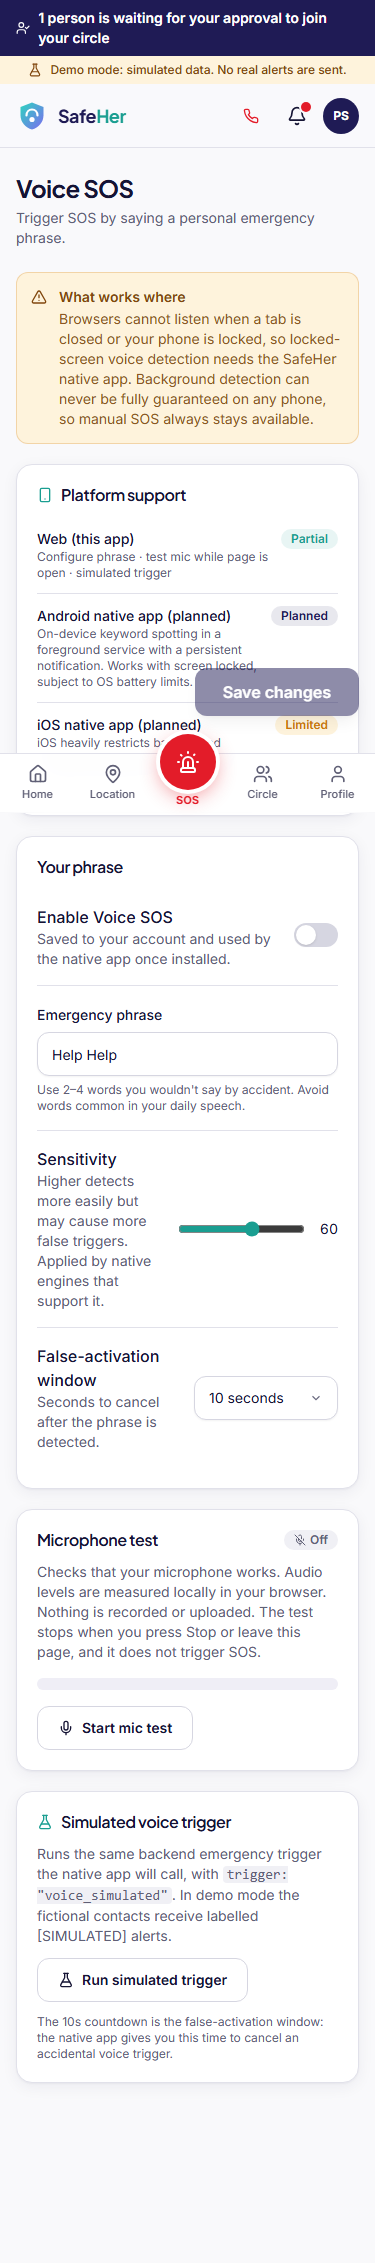 1 person is waiting for your approval to join
your circle
Demo mode: simulated data. No real alerts are sent.
SafeHer
PS
Voice SOS
Trigger SOS by saying a personal emergency
phrase.
What works where
Browsers cannot listen when a tab is
closed or your phone is locked, so locked-
screen voice detection needs the SafeHer
native app. Background detection can
never be fully guaranteed on any phone,
so manual SOS always stays available.
Platform support
Web (this app)
Partial
Configure phrase · test mic while page is
open · simulated trigger
Android native app (planned)
Planned
On-device keyword spotting in a
foreground service with a persistent
notification. Works with screen locked,
subject to OS battery limits.
Save changes
iOS native app (planned)
Limited
iOS heavily restricts
Home
Location
SOS
Circle
Profile
Your phrase
Enable Voice SOS
Saved to your account and used by
the native app once installed.
Emergency phrase
Help Help
Use 2–4 words you wouldn't say by accident. Avoid
words common in your daily speech.
Sensitivity
Higher detects
more easily but
may cause more
false triggers.
Applied by native
engines that
support it.
60
False-activation
window
Seconds to cancel
after the phrase is
detected.
10 seconds
Microphone test
Off
Checks that your microphone works. Audio
levels are measured locally in your browser.
Nothing is recorded or uploaded. The test
stops when you press Stop or leave this
page, and it does not trigger SOS.
Start mic test
Simulated voice trigger
Runs the same backend emergency trigger
the native app will call, with trigger:
"voice_simulated". In demo mode the
fictional contacts receive labelled
[SIMULATED] alerts.
Run simulated trigger
The 10s countdown is the false-activation window:
the native app gives you this time to cancel an
accidental voice trigger.